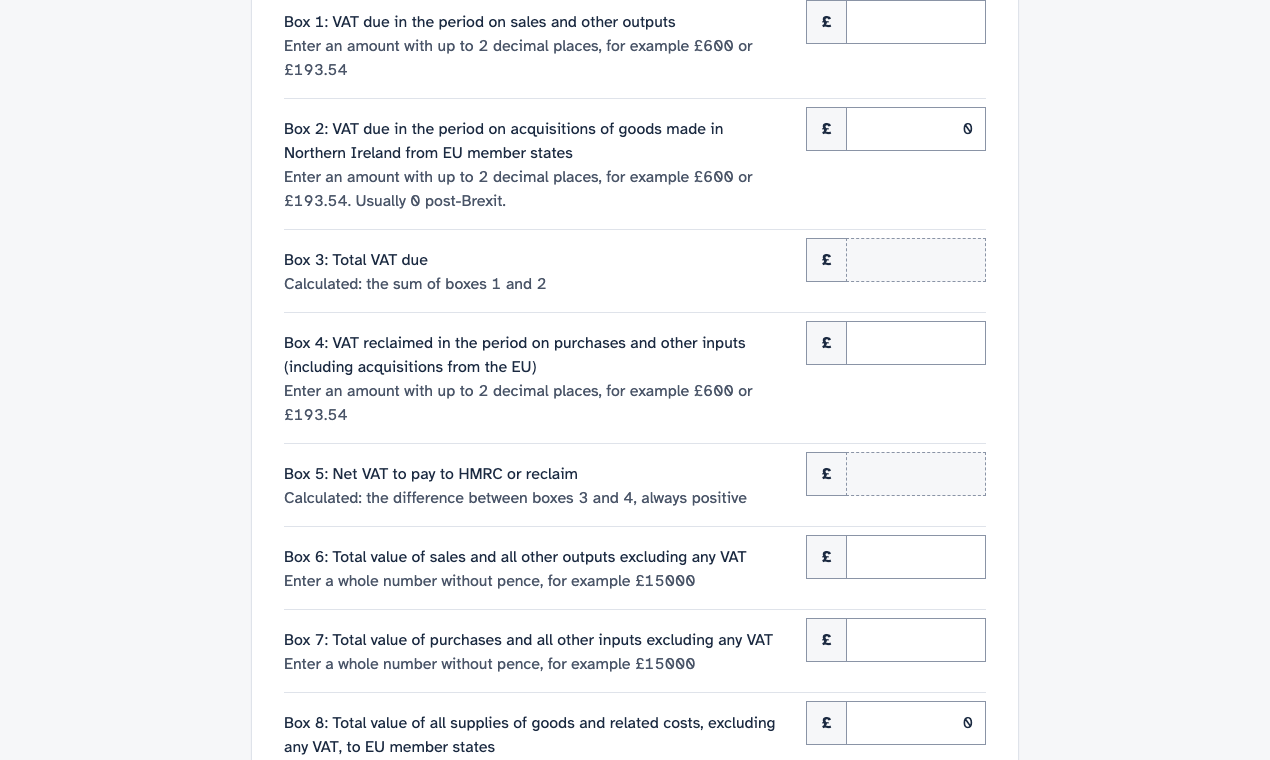 Box 1: VAT due in the period on sales and other outputs
£
Enter an amount with up to 2 decimal places, for example £600 or
£193.54
Box 2: VAT due in the period on acquisitions of goods made in
£ 0
Northern Ireland from EU member states
Enter an amount with up to 2 decimal places, for example £600 or
£193.54. Usually 0 post-Brexit.
Box 3: Total VAT due
£
Calculated: the sum of boxes 1 and 2
Box 4: VAT reclaimed in the period on purchases and other inputs
£
(including acquisitions from the EU)
Enter an amount with up to 2 decimal places, for example £600 or
£193.54
Box 5: Net VAT to pay to HMRC or reclaim
£
Calculated: the difference between boxes 3 and 4, always positive
Box 6: Total value of sales and all other outputs excluding any VAT
£
Enter a whole number without pence, for example £15000
Box 7: Total value of purchases and all other inputs excluding any VAT
£
Enter a whole number without pence, for example £15000
Box 8: Total value of all supplies of goods and related costs, excluding
£ 0
any VAT, to EU member states